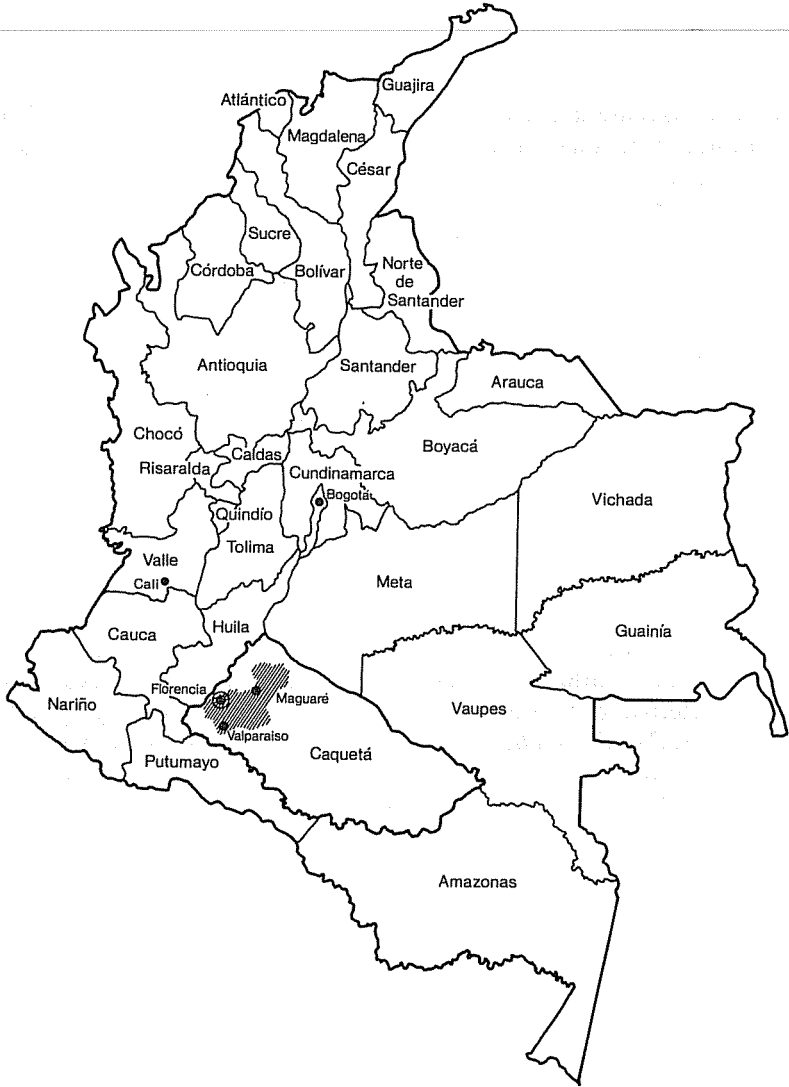 Guajira
Atlántico
Magdalena
César
Sucre
Córdoba
Bolívar
Norte
de
Santander
Antioquia
Santander
Arauca
Chocó
Caldas
Boyacá
Risaralda
Cundinamarca
Bogotá
Vichada
Quindío
Tolima
Valle
Cali
Meta
Cauca
Huila
Guainía
Florencia
Maguaré
Nariño
Vaupes
Valparaiso
Caquetá
Putumayo
Amazonas